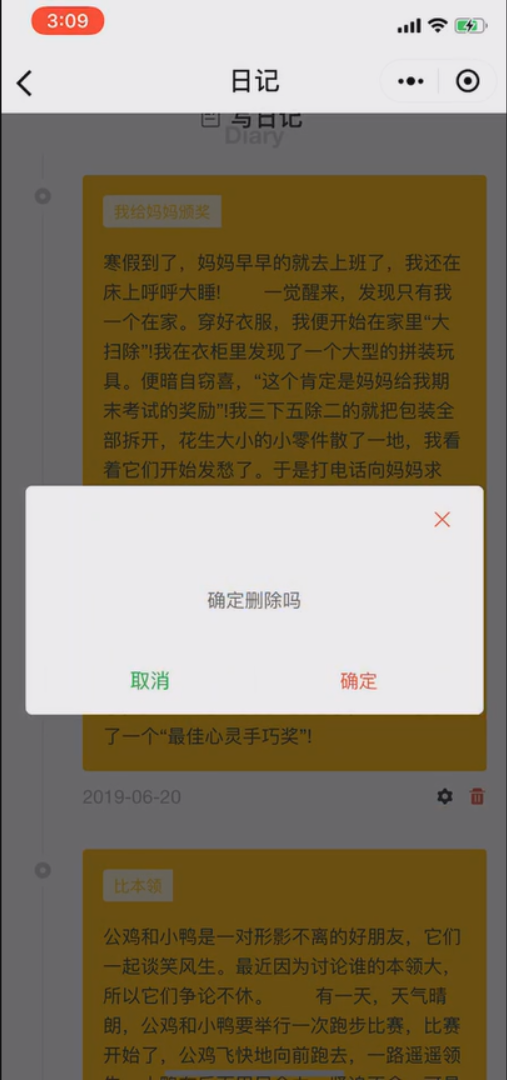 3:09
日记
写日记
Diary
我给妈妈颁奖
寒假到了，妈妈早早的就去上班了，我还在
床上呼呼大睡!　　一觉醒来，发现只有我
一个在家。穿好衣服，我便开始在家里“大
扫除”!我在衣柜里发现了一个大型的拼装玩
具。便暗自窃喜，“这个肯定是妈妈给我期
末考试的奖励”!我三下五除二的就把包装全
部拆开，花生大小的小零件散了一地，我看
着它们开始发愁了。于是打电话向妈妈求
确定删除吗
取消 确定
了一个“最佳心灵手巧奖”!
2019-06-20
比本领
公鸡和小鸭是一对形影不离的好朋友，它们
一起谈笑风生。最近因为讨论谁的本领大，
所以它们争论不休。　　有一天，天气晴
朗，公鸡和小鸭要举行一次跑步比赛，比赛
开始了，公鸡飞快地向前跑去，一路遥遥领